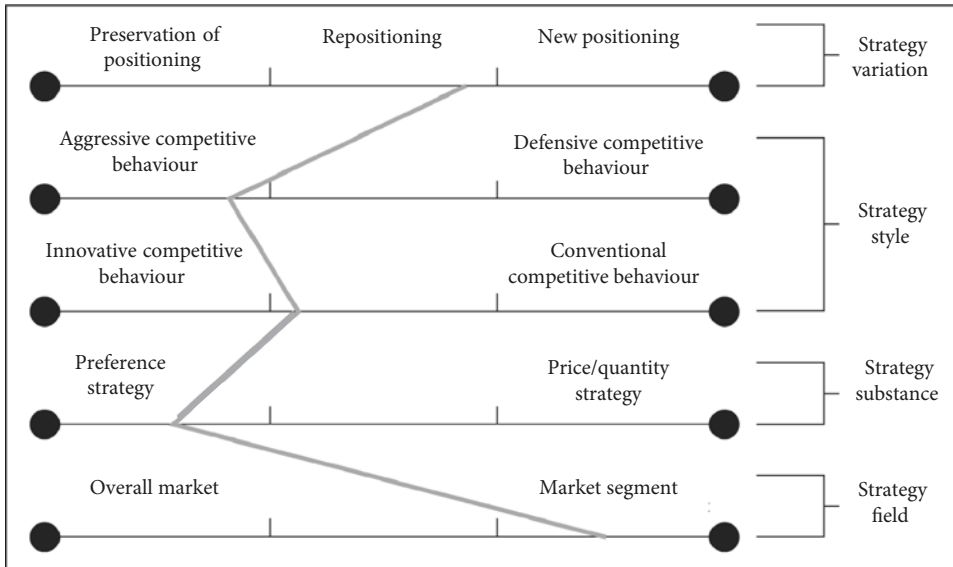 Preservation of
positioning
Repositioning
New positioning
Strategy
variation
Aggressive competitive
behaviour
Defensive competitive
behaviour
Innovative competitive
behaviour
Conventional
competitive behaviour
Strategy
style
Preference
strategy
Price/quantity
strategy
Strategy
substance
Overall market
Market segment
Strategy
field